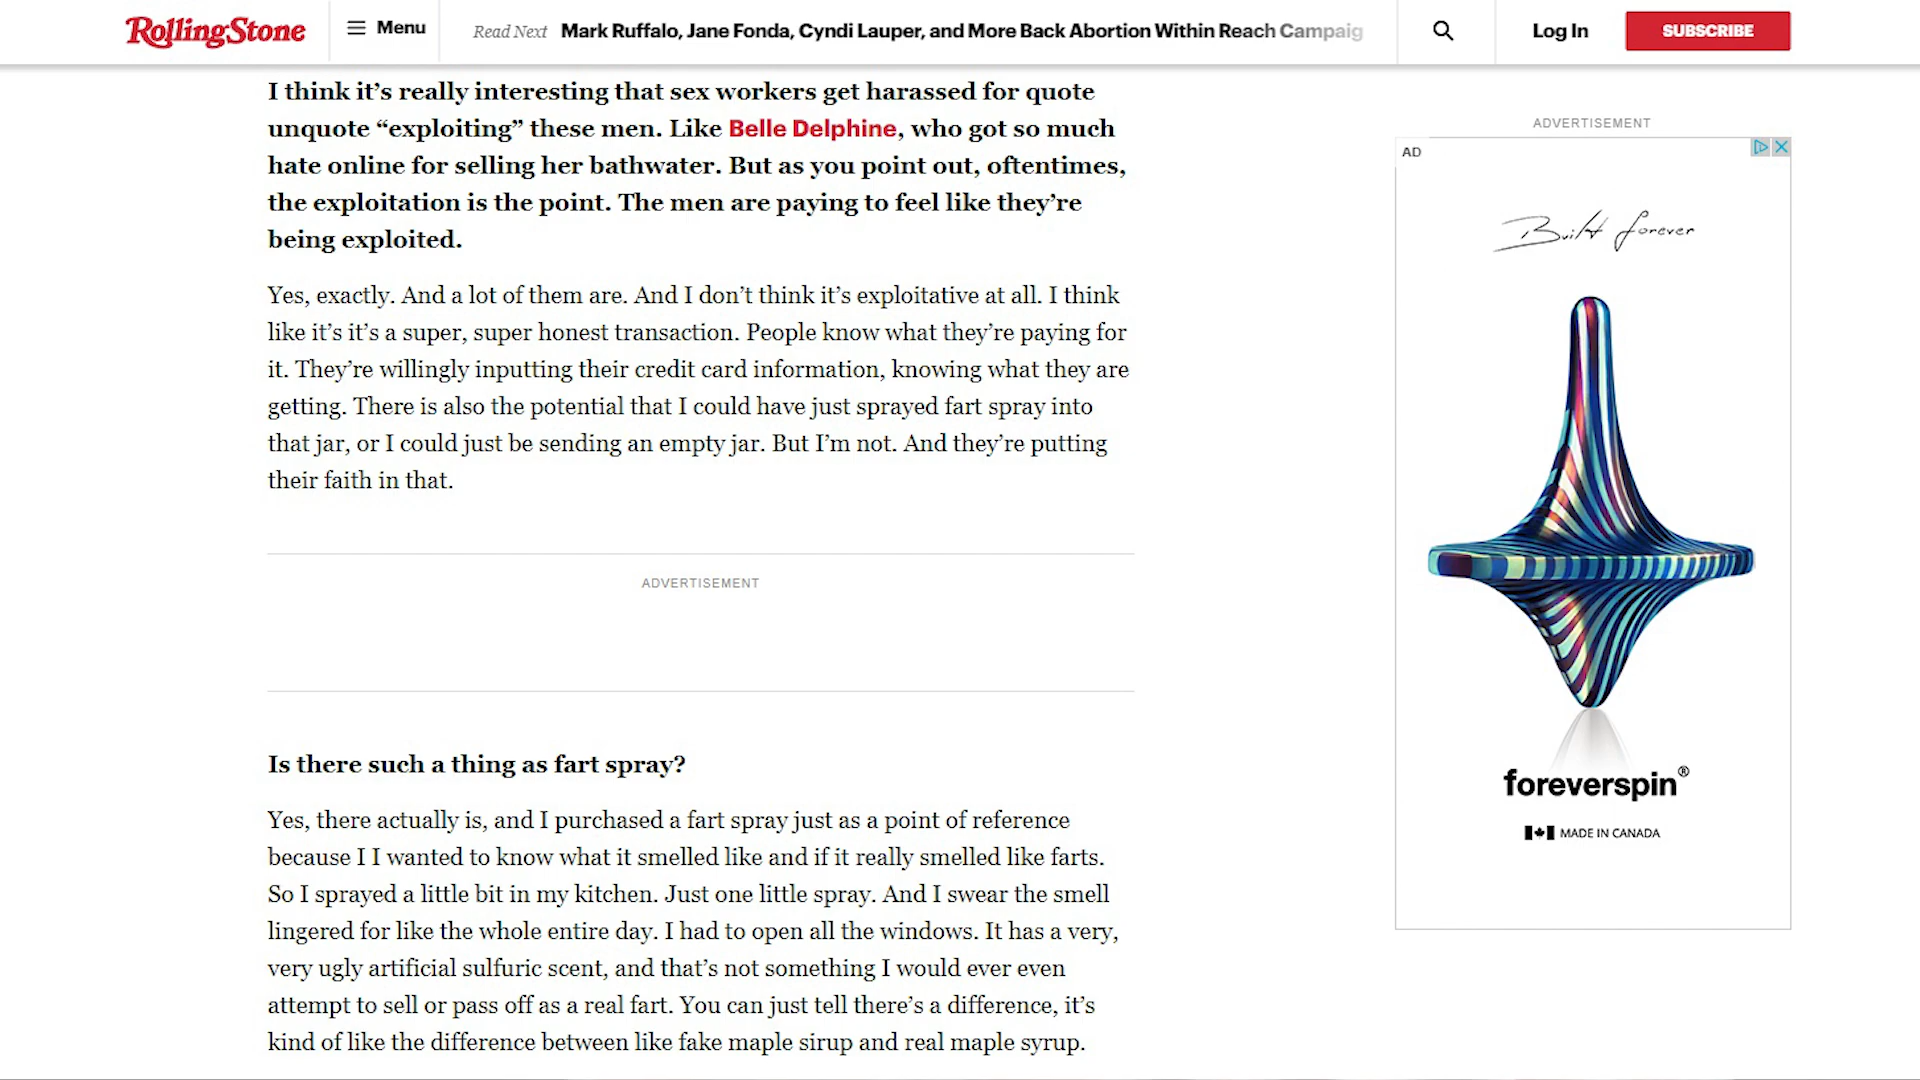 RollingStone
Menu
Read Next Mark Ruffalo, Jane Fonda, Cyndi Lauper, and More Back Abortion Within Reach Campaig
Log In
SUBSCRIBE
I think it’s really interesting that sex workers get harassed for quote
unquote “exploiting” these men. Like Belle Delphine, who got so much
hate online for selling her bathwater. But as you point out, oftentimes,
the exploitation is the point. The men are paying to feel like they’re
being exploited.
Yes, exactly. And a lot of them are. And I don’t think it’s exploitative at all. I think
like it’s it’s a super, super honest transaction. People know what they’re paying for
it. They’re willingly inputting their credit card information, knowing what they are
getting. There is also the potential that I could have just sprayed fart spray into
that jar, or I could just be sending an empty jar. But I’m not. And they’re putting
their faith in that.
ADVERTISEMENT
Is there such a thing as fart spray?
Yes, there actually is, and I purchased a fart spray just as a point of reference
because I I wanted to know what it smelled like and if it really smelled like farts.
So I sprayed a little bit in my kitchen. Just one little spray. And I swear the smell
lingered for like the whole entire day. I had to open all the windows. It has a very,
very ugly artificial sulfuric scent, and that’s not something I would ever even
attempt to sell or pass off as a real fart. You can just tell there’s a difference, it’s
kind of like the difference between like fake maple sirup and real maple syrup.
ADVERTISEMENT
AD
Built forever
foreverspin®
MADE IN CANADA